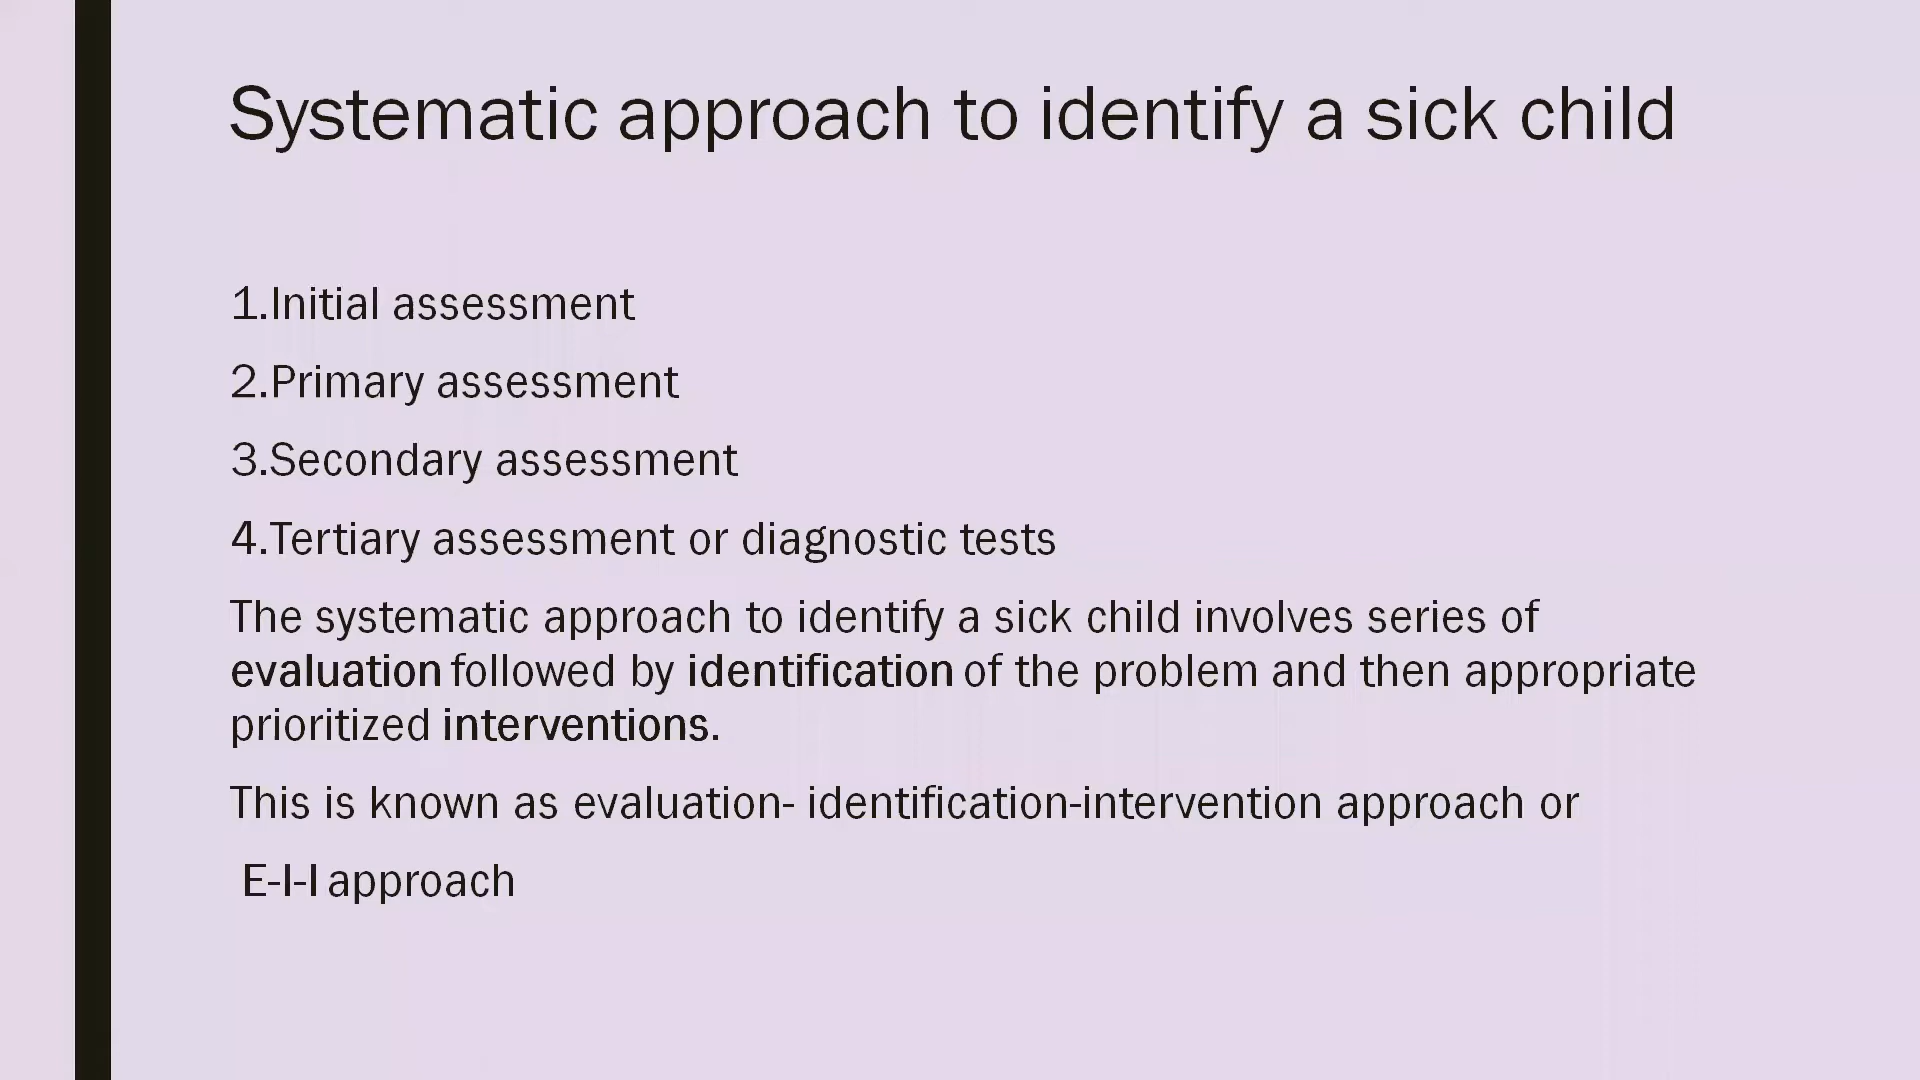 Systematic approach to identify a sick child
1.Initial assessment
2.Primary assessment
3.Secondary assessment
4.Tertiary assessment or diagnostic tests
The systematic approach to identify a sick child involves series of
evaluation followed by identification of the problem and then appropriate
prioritized interventions.
This is known as evaluation- identification-intervention approach or
E-I-I approach